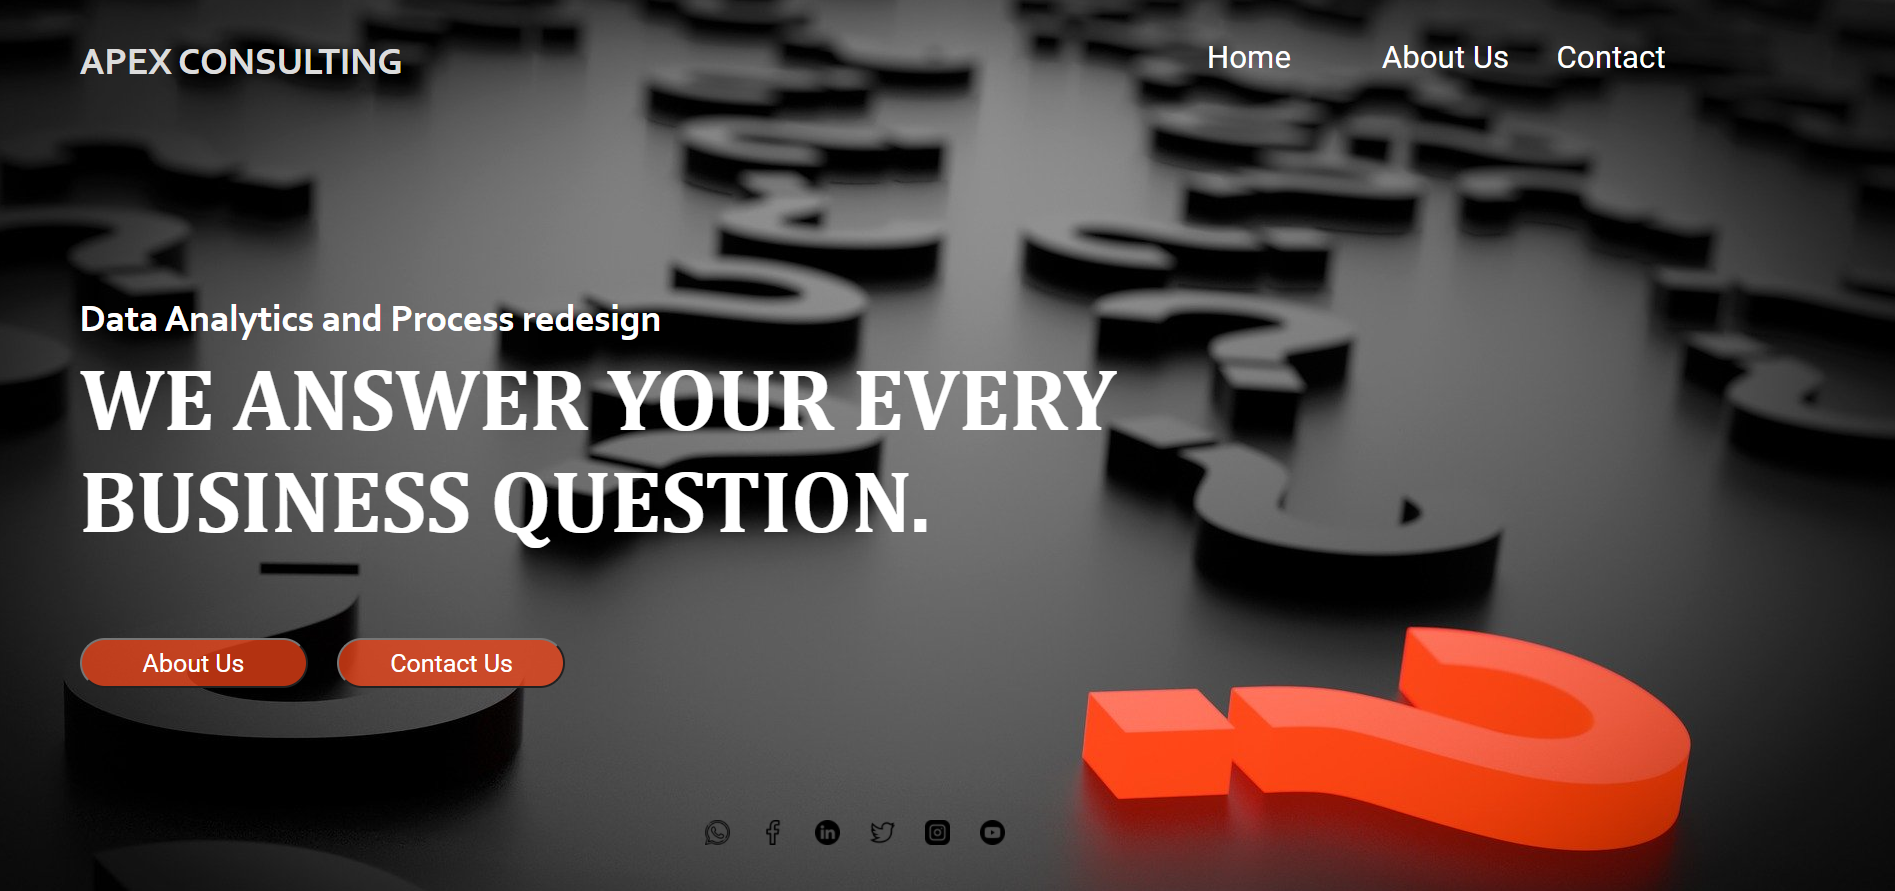 APEX CONSULTING
Home About Us Contact
Data Analytics and Process redesign
WE ANSWER YOUR EVERY
BUSINESS QUESTION.
About Us Contact Us